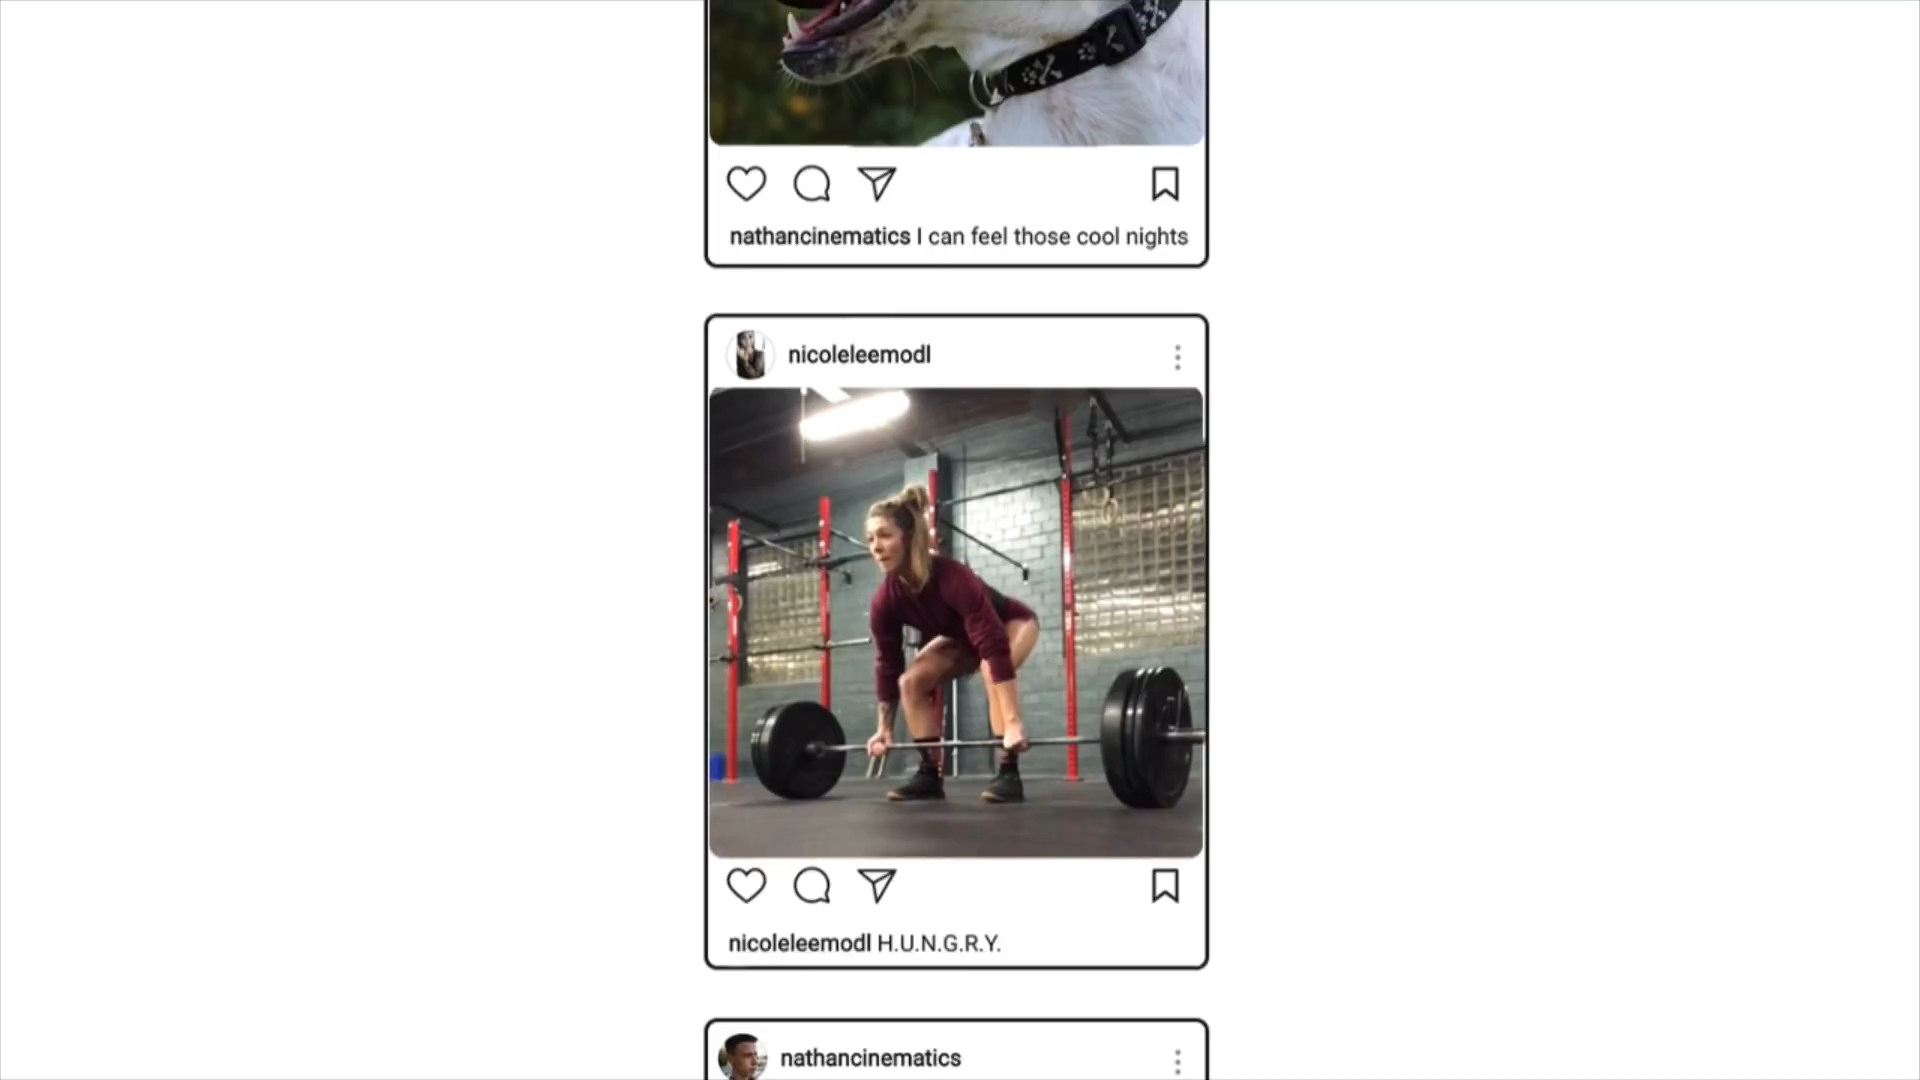 nathancinematics I can feel those cool nights
nicoleleemodl
nicoleleemodl H.U.N.G.R.Y.
nathancinematics